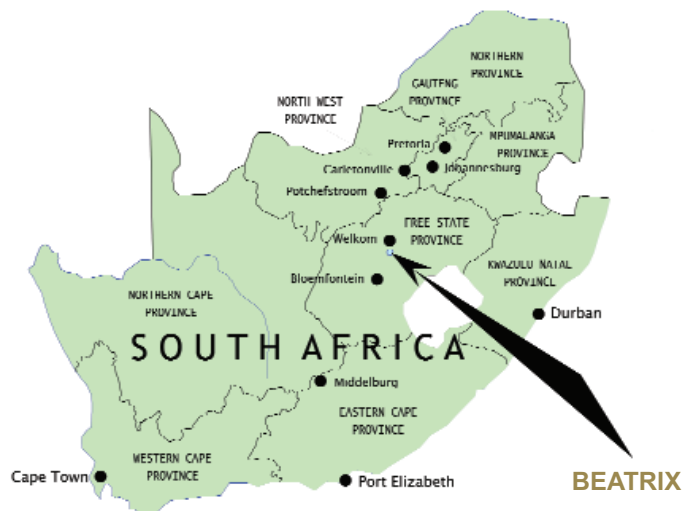 NORTHERN
PROVINCE
GAUTENG
PROVINCE
NORTH WEST
PROVINCE
MPUMALANGA
PROVINCE
Pretoria
Carletonville
Johannesburg
Potchefstroom
FREE STATE
PROVINCE
Welkom
KWAZULU NATAL
PROVINCE
Bloemfontein
NORTHERN CAPE
PROVINCE
Durban
SOUTH AFRICA
Middelburg
EASTERN CAPE
PROVINCE
WESTERN CAPE
PROVINCE
Cape Town
Port Elizabeth
BEATRIX